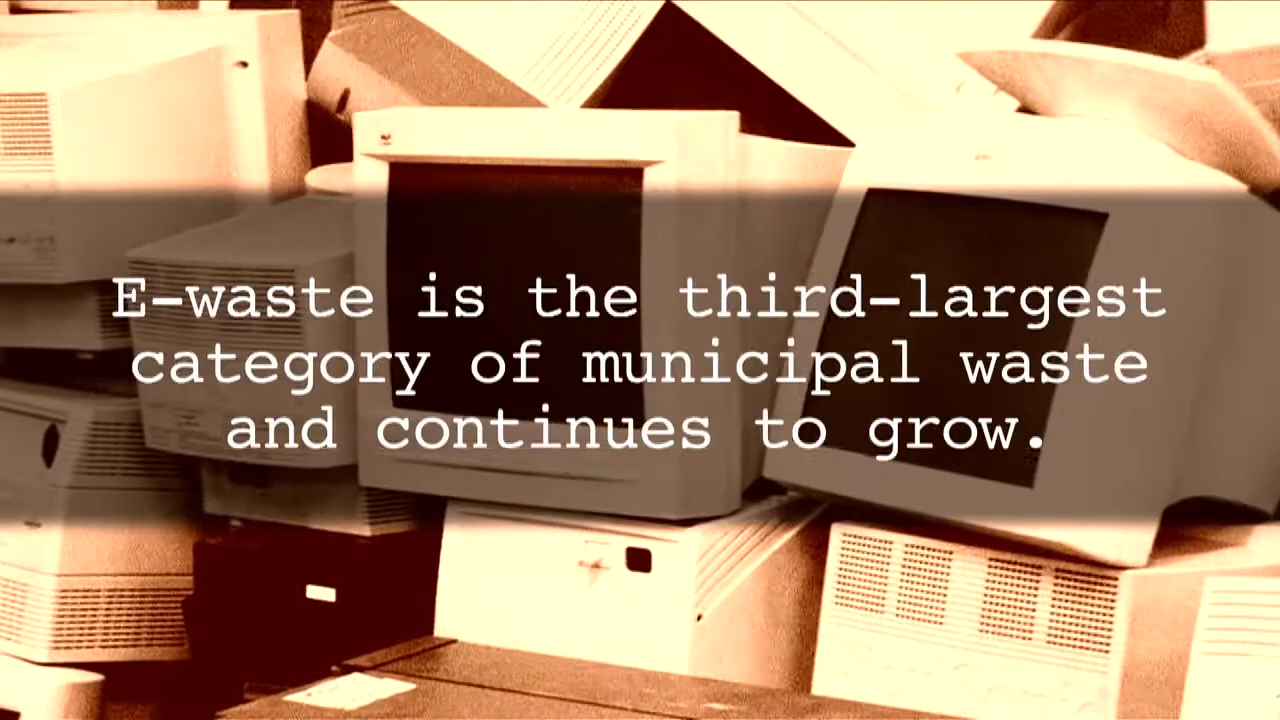 E-waste is the third-largest
category of municipal waste
and continues to grow.